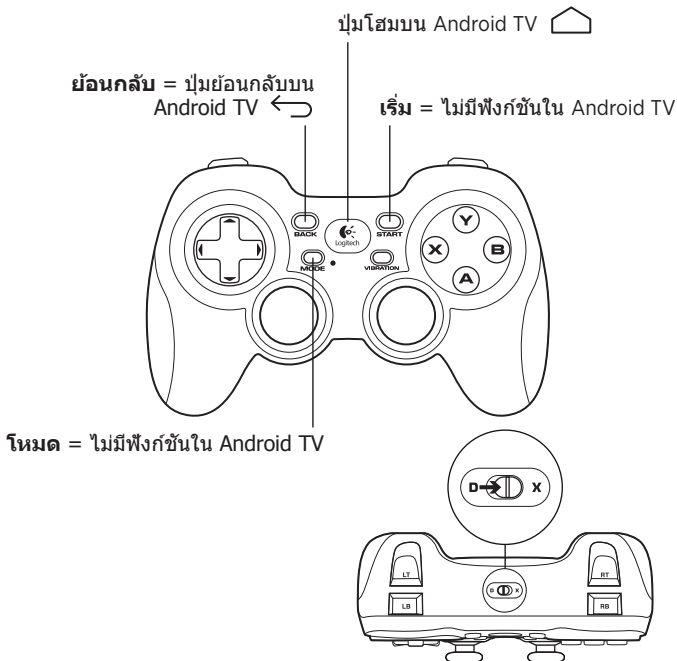 ปุ่มโฮมบน Android TV
ย้อนกลับ = ปุ่มย้อนกลับบน
Android TV
เริ่ม = ไม่มีฟังก์ชันใน Android TV
BACK
Logitech
START
MODE
VIBRATION
Y
X
B
A
โหมด = ไม่มีฟังก์ชันใน Android TV
D
X
LT
RT
D
X
LB
RB